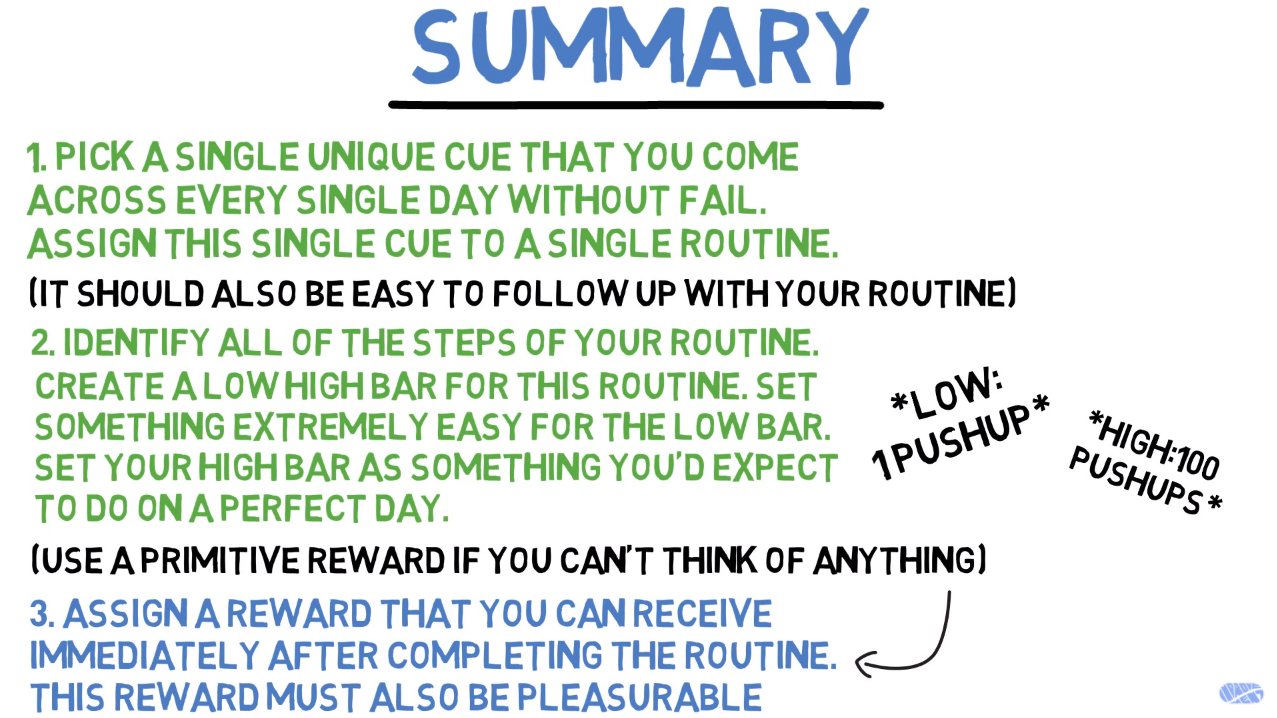 SUMMARY
1. PICK A SINGLE UNIQUE CUE THAT YOU COME
ACROSS EVERY SINGLE DAY WITHOUT FAIL.
ASSIGN THIS SINGLE CUE TO A SINGLE ROUTINE.
(IT SHOULD ALSO BE EASY TO FOLLOW UP WITH YOUR ROUTINE)
2. IDENTIFY ALL OF THE STEPS OF YOUR ROUTINE.
CREATE A LOW HIGH BAR FOR THIS ROUTINE. SET
SOMETHING EXTREMELY EASY FOR THE LOW BAR.
SET YOUR HIGH BAR AS SOMETHING YOU'D EXPECT
TO DO ON A PERFECT DAY.
*LOW:
1 PUSHUP*
*HIGH:100
PUSHUPS*
(USE A PRIMITIVE REWARD IF YOU CAN'T THINK OF ANYTHING)
3. ASSIGN A REWARD THAT YOU CAN RECEIVE
IMMEDIATELY AFTER COMPLETING THE ROUTINE.
THIS REWARD MUST ALSO BE PLEASURABLE